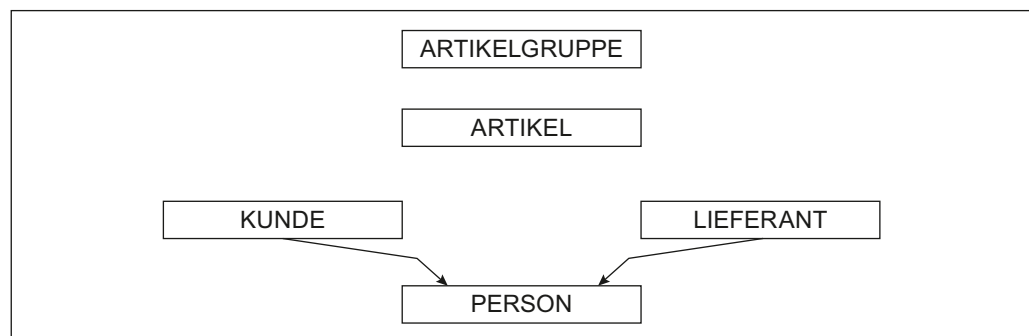 ARTIKELGRUPPE
ARTIKEL
KUNDE LIEFERANT
PERSON